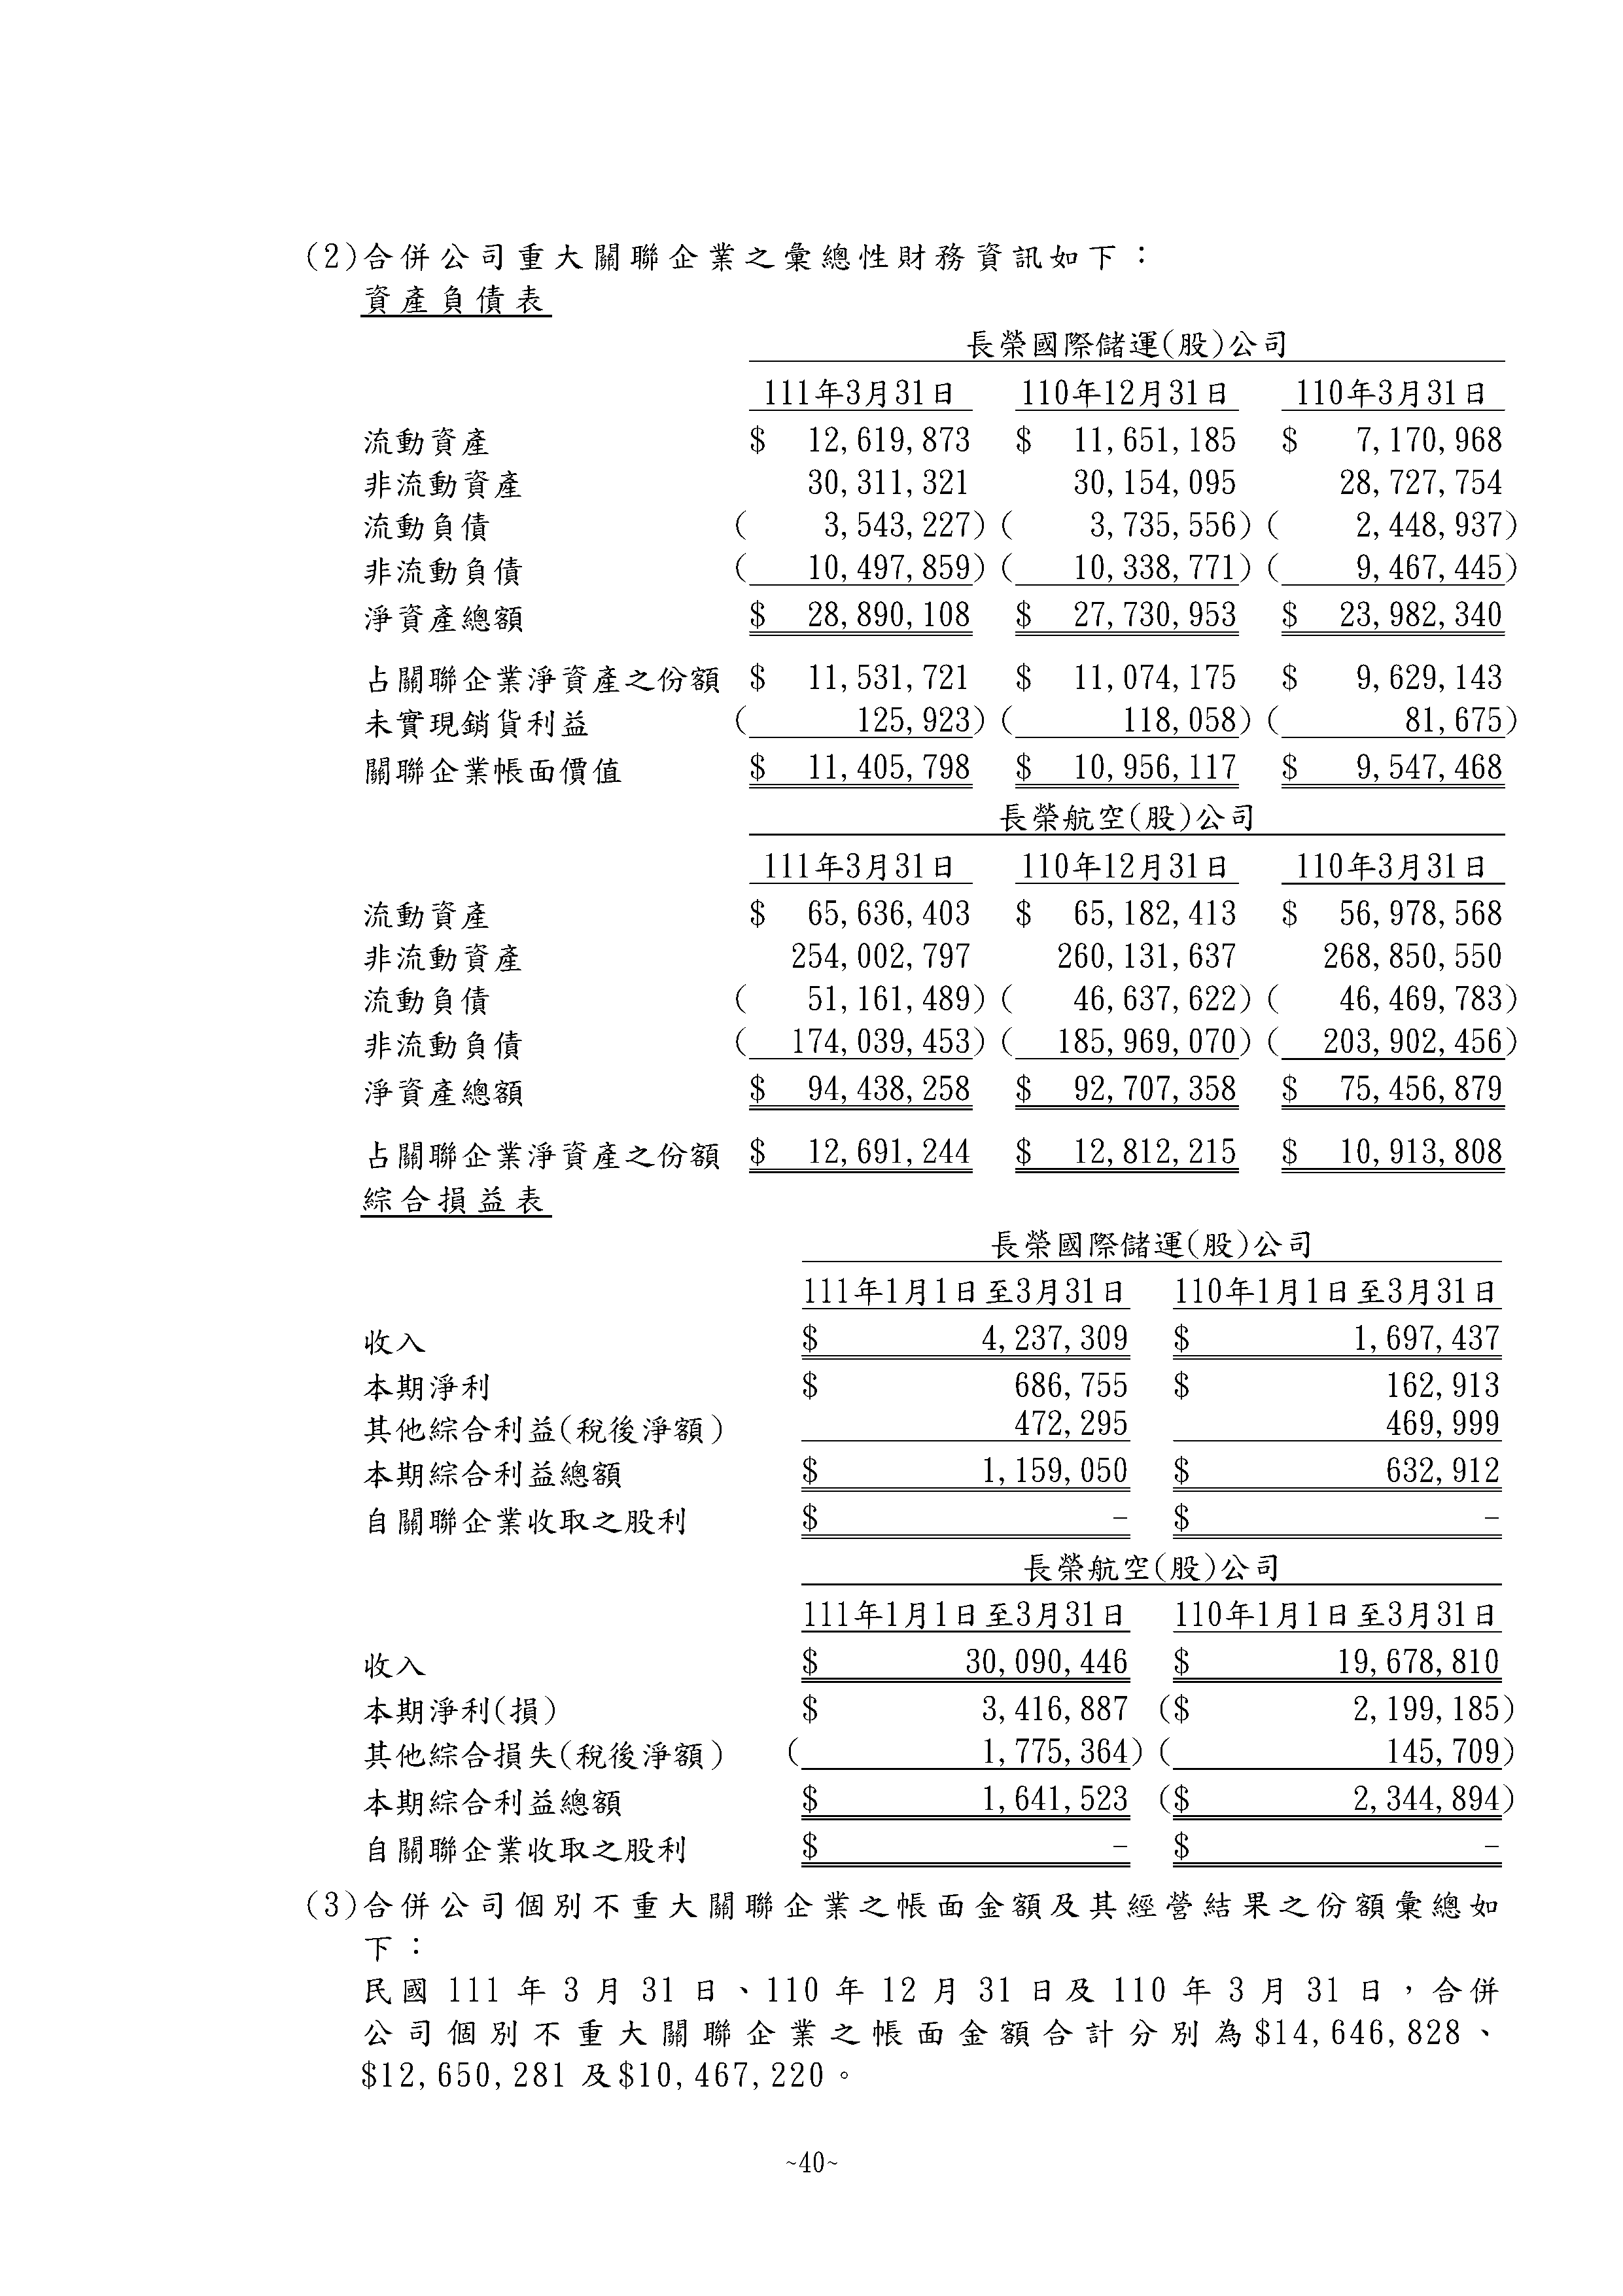 (2)合併公司重大關聯企業之彙總性財務資訊如下：
資產負債表
長榮國際儲運(股)公司
111年3月31日 110年12月31日 110年3月31日
流動資產 $ 12,619,873 $ 11,651,185 $ 7,170,968
非流動資產 30,311,321 30,154,095 28,727,754
流動負債 ( 3,543,227) ( 3,735,556) ( 2,448,937)
非流動負債 ( 10,497,859) ( 10,338,771) ( 9,467,445)
淨資產總額 $ 28,890,108 $ 27,730,953 $ 23,982,340
占關聯企業淨資產之份額 $ 11,531,721 $ 11,074,175 $ 9,629,143
未實現銷貨利益 ( 125,923) ( 118,058) ( 81,675)
關聯企業帳面價值 $ 11,405,798 $ 10,956,117 $ 9,547,468
長榮航空(股)公司
111年3月31日 110年12月31日 110年3月31日
流動資產 $ 65,636,403 $ 65,182,413 $ 56,978,568
非流動資產 254,002,797 260,131,637 268,850,550
流動負債 ( 51,161,489) ( 46,637,622) ( 46,469,783)
非流動負債 ( 174,039,453) ( 185,969,070) ( 203,902,456)
淨資產總額 $ 94,438,258 $ 92,707,358 $ 75,456,879
占關聯企業淨資產之份額 $ 12,691,244 $ 12,812,215 $ 10,913,808
綜合損益表
長榮國際儲運(股)公司
111年1月1日至3月31日 110年1月1日至3月31日
收入 $ 4,237,309 $ 1,697,437
本期淨利 $ 686,755 $ 162,913
其他綜合利益(稅後淨額) 472,295 469,999
本期綜合利益總額 $ 1,159,050 $ 632,912
自關聯企業收取之股利 $ - $ -
長榮航空(股)公司
111年1月1日至3月31日 110年1月1日至3月31日
收入 $ 30,090,446 $ 19,678,810
本期淨利(損) $ 3,416,887 ($ 2,199,185)
其他綜合損失(稅後淨額) ( 1,775,364) ( 145,709)
本期綜合利益總額 $ 1,641,523 ($ 2,344,894)
自關聯企業收取之股利 $ - $ -
(3)合併公司個別不重大關聯企業之帳面金額及其經營結果之份額彙總如
下：
民國 111 年 3 月 31 日、110 年 12 月 31 日及 110 年 3 月 31 日，合併
公司個別不重大關聯企業之帳面金額合計分別為$14,646,828、
$12,650,281 及$10,467,220。
~40~